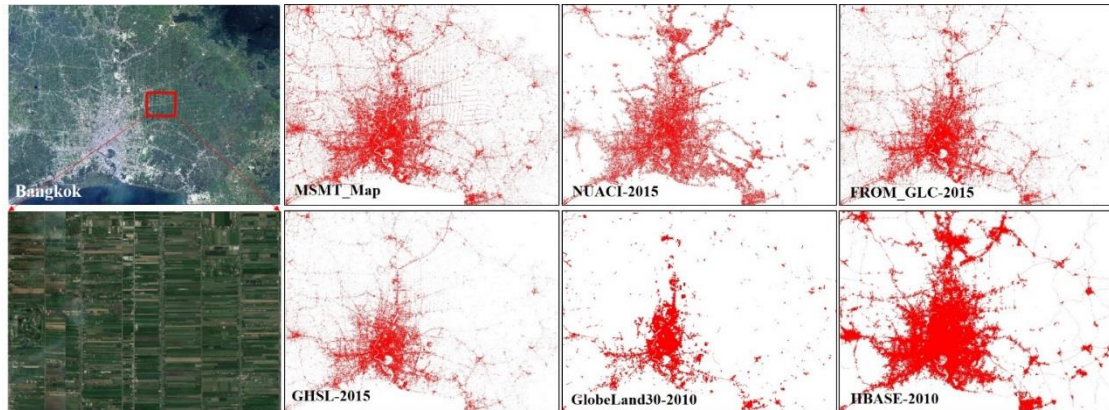 Bangkok
MSMT_Map
NUACI-2015
FROM_GLC-2015
GHSL-2015
GlobeLand30-2010
HBASE-2010